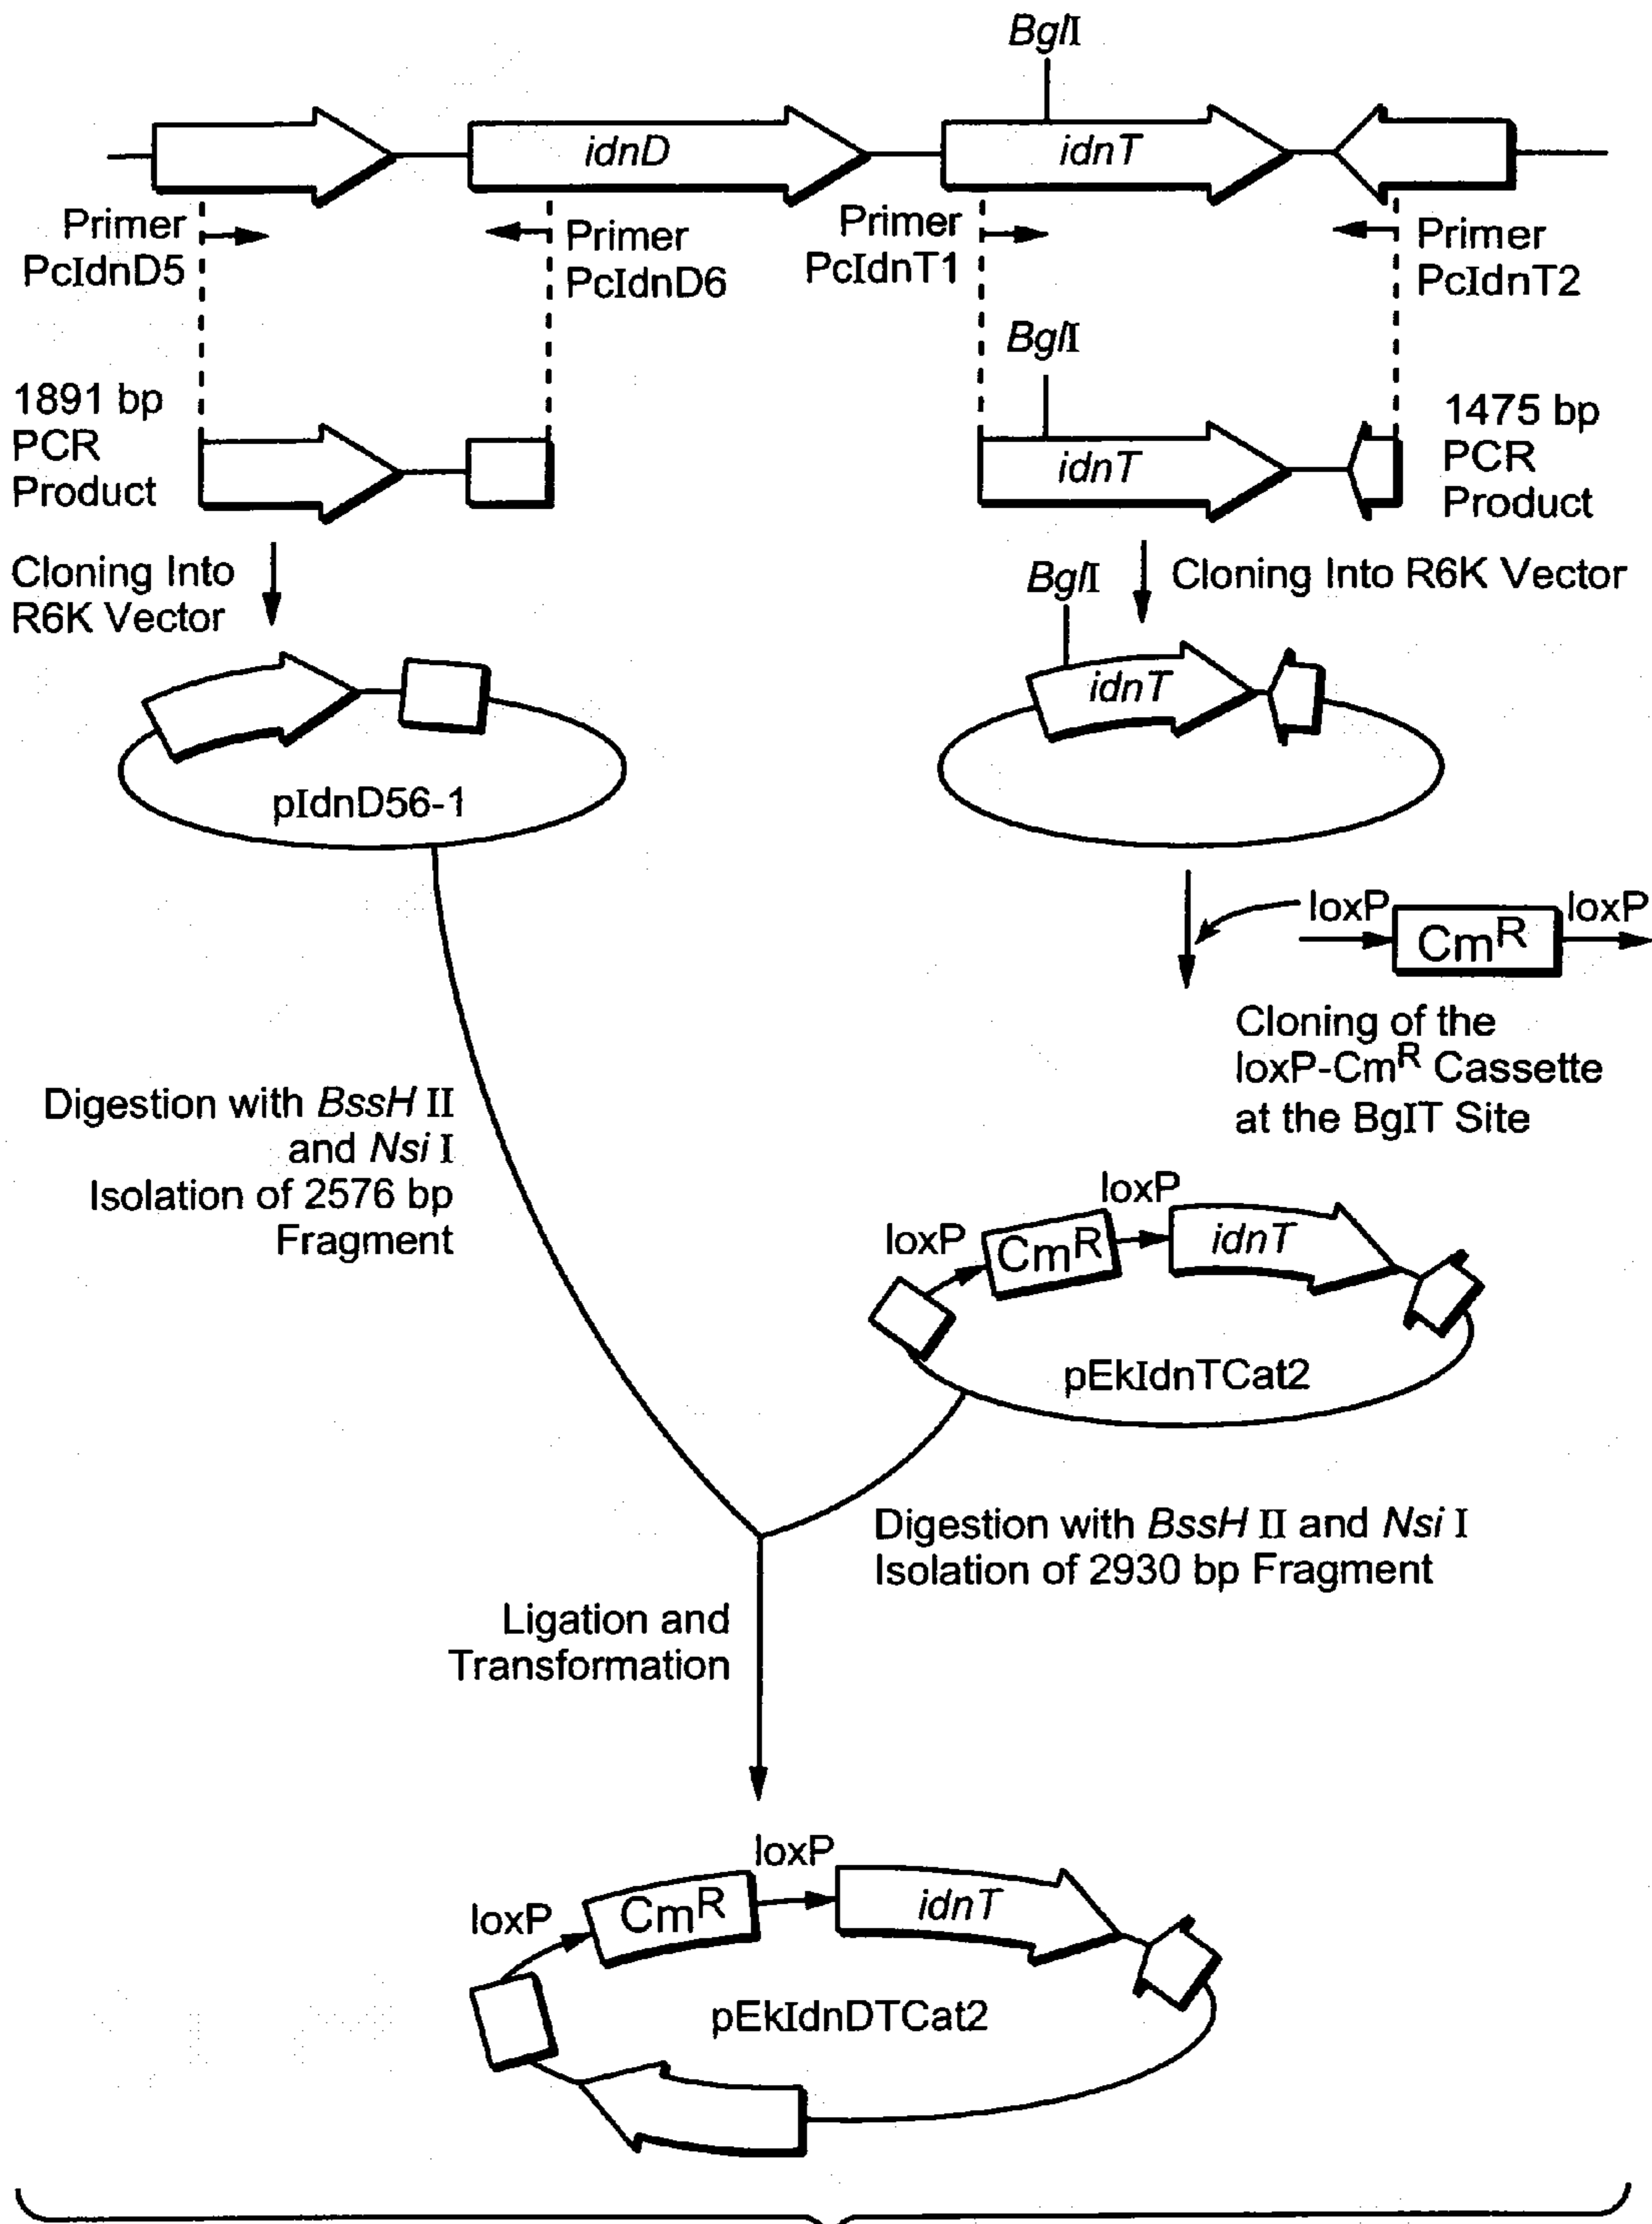 BglI
idnD
idnT
Primer
PcIdnD5
Primer
PcIdnD6
Primer
PcIdnT1
Primer
PcIdnT2
1891 bp
PCR
Product
BglI
idnT
1475 bp
PCR
Product
Cloning Into
R6K Vector
BglI
Cloning Into R6K Vector
idnT
pIdnD56-1
loxP
CmR
loxP
Cloning of the
loxP-CmR Cassette
at the BgIT Site
Digestion with BssH II
and Nsi I
Isolation of 2576 bp
Fragment
loxP
loxP
CmR
idnT
pEkIdnTCat2
Digestion with BssH II and Nsi I
Isolation of 2930 bp Fragment
Ligation and
Transformation
loxP
loxP
CmR
idnT
pEkIdnDTCat2